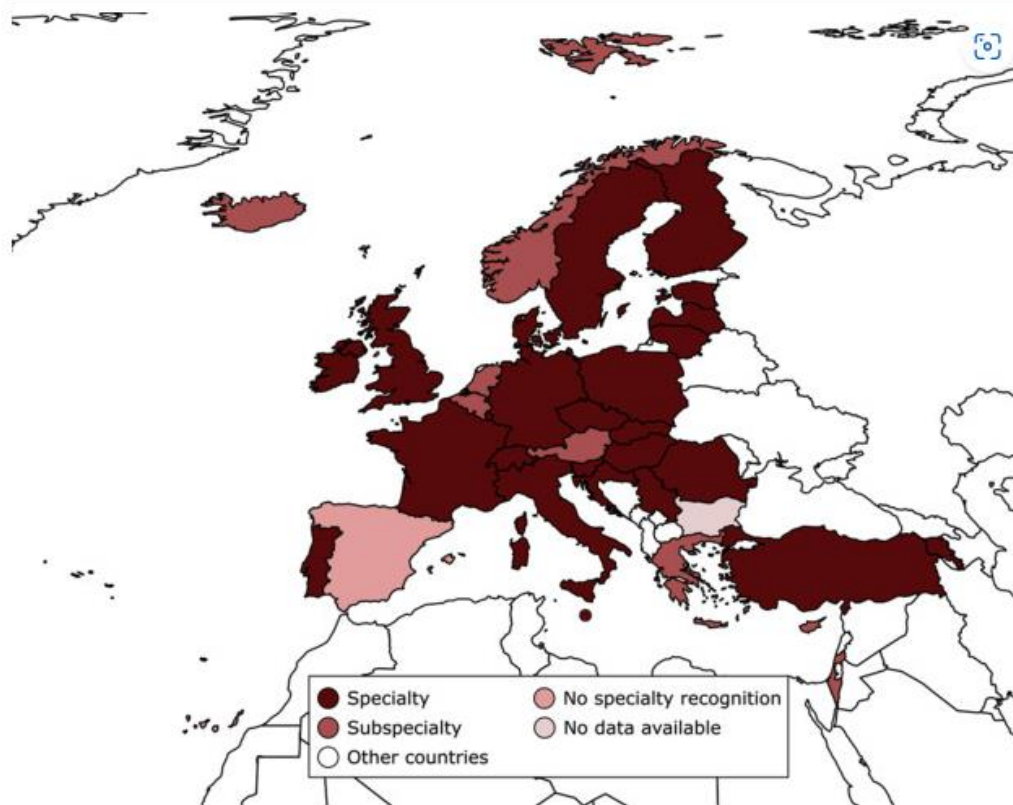 Specialty
Subspecialty
Other countries
No specialty recognition
No data available